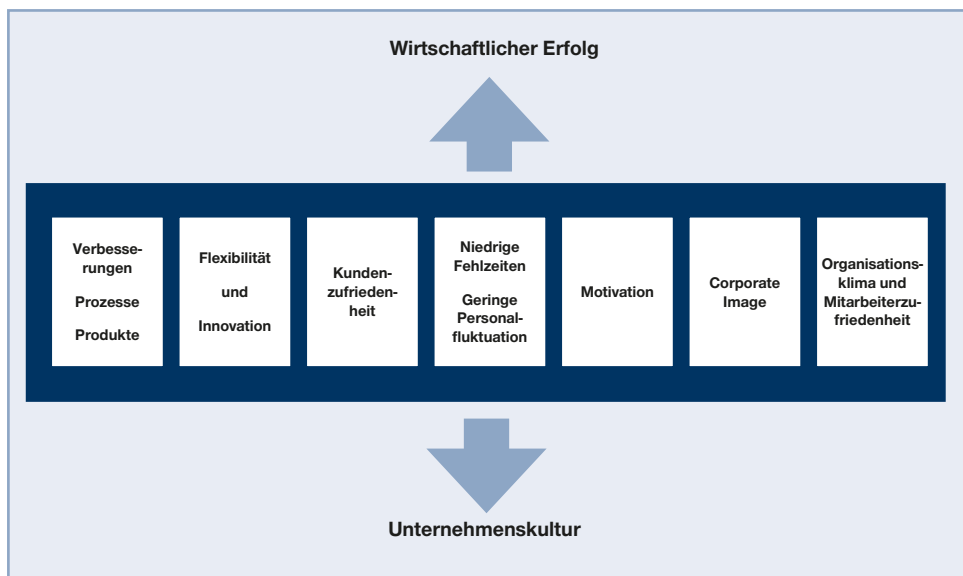 Wirtschaftlicher Erfolg
Verbesse-
rungen
Prozesse
Produkte
Flexibilität
und
Innovation
Kunden-
zufrieden-
heit
Niedrige
Fehlzeiten
Geringe
Personal-
fluktuation
Motivation
Corporate
Image
Organisations-
klima und
Mitarbeiterzu-
friedenheit
Unternehmenskultur